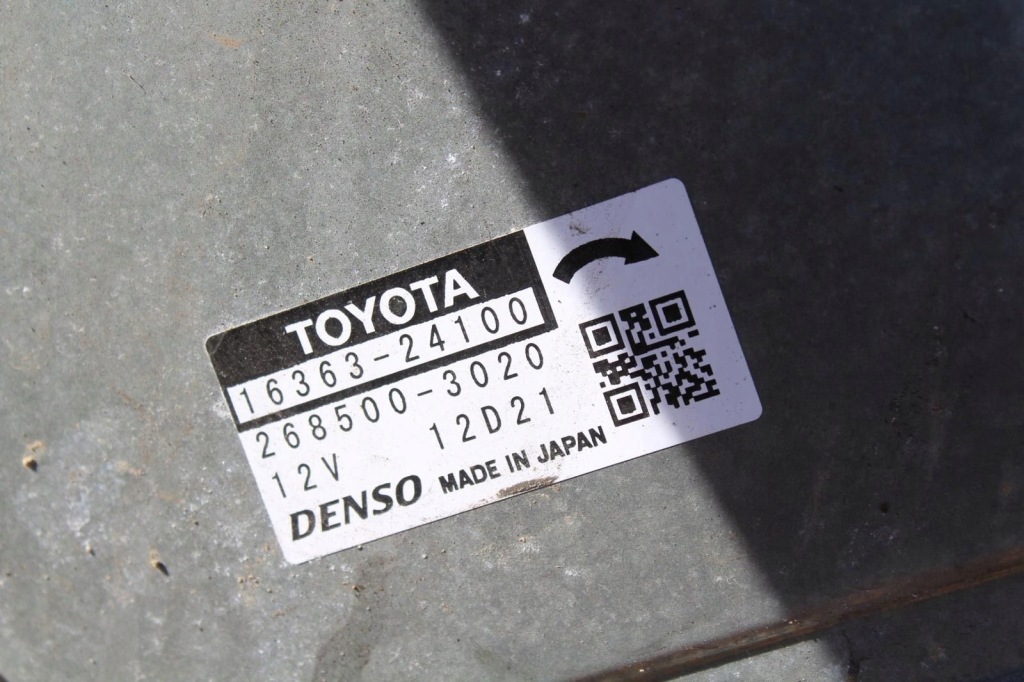 TOYOTA
16363-24100
268500-3020
12V 12D21
DENSO MADE IN JAPAN